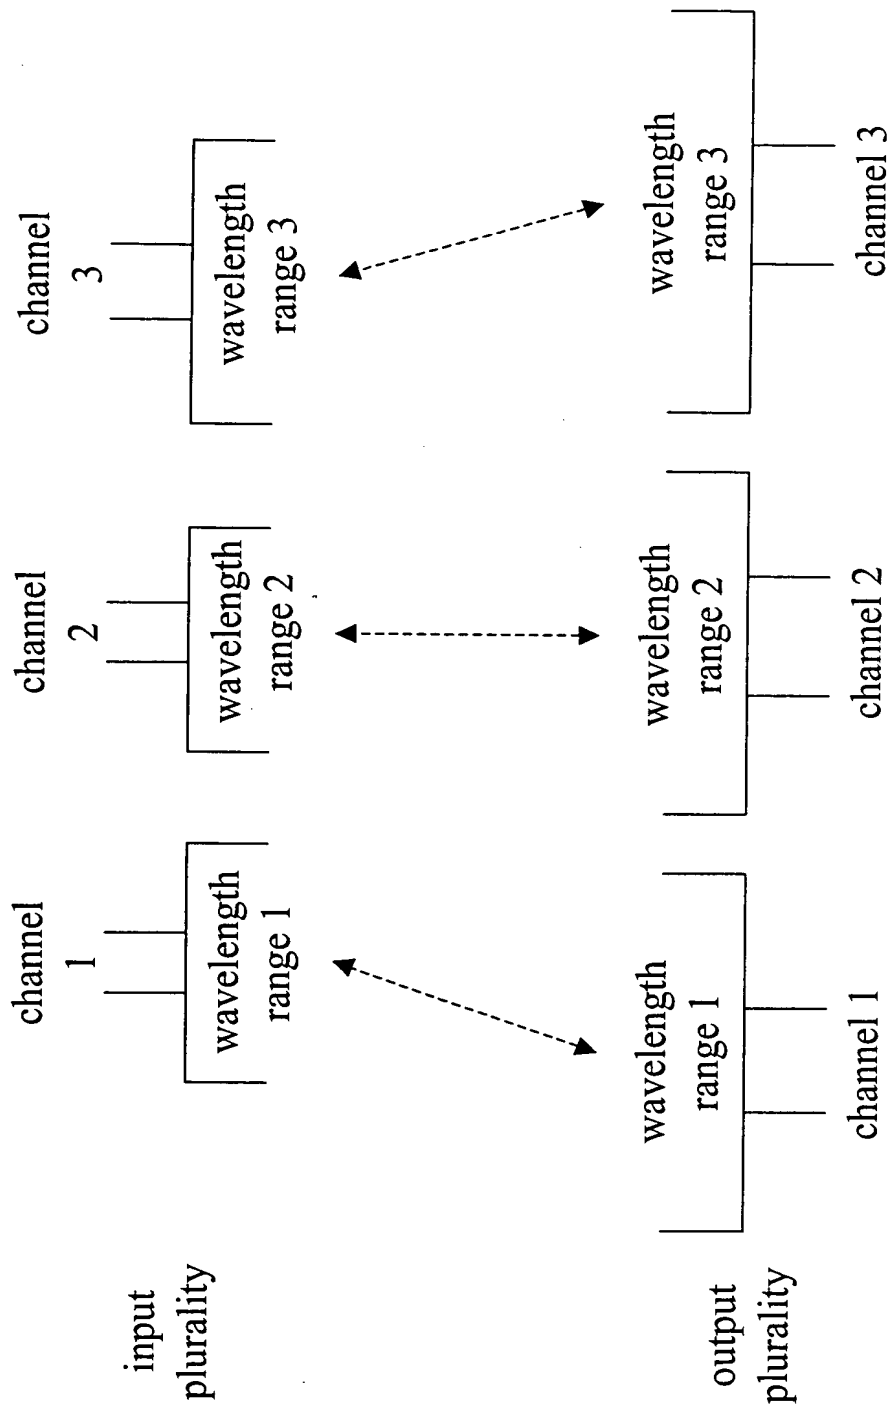 input
plurality
channel
1
wavelength
range 1
channel
2
wavelength
range 2
channel
3
wavelength
range 3
output
plurality
wavelength
range 1
channel 1
wavelength
range 2
channel 2
wavelength
range 3
channel 3